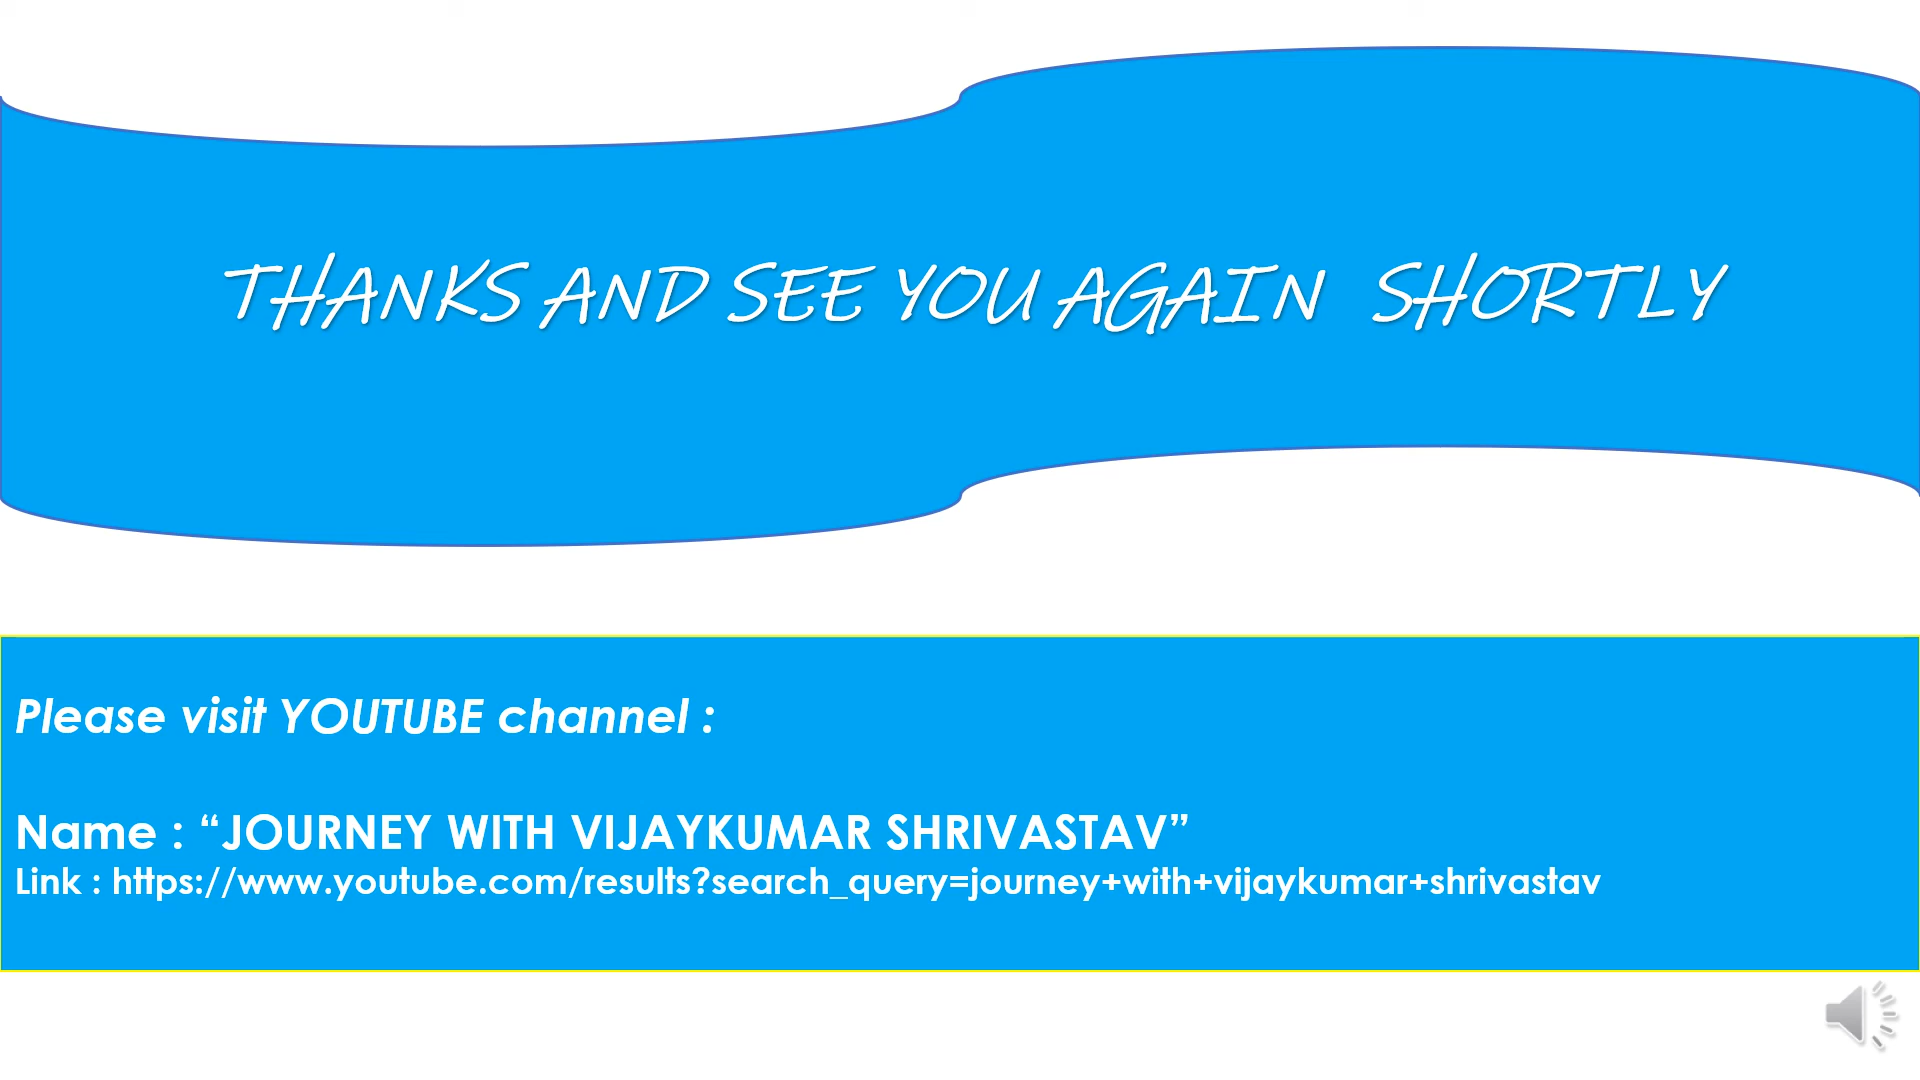 THANKS AND SEE YOU AGAIN SHORTLY
Please visit YOUTUBE channel :
Name : “JOURNEY WITH VIJAYKUMAR SHRIVASTAV”
Link : https://www.youtube.com/results?search_query=journey+with+vijaykumar+shrivastav